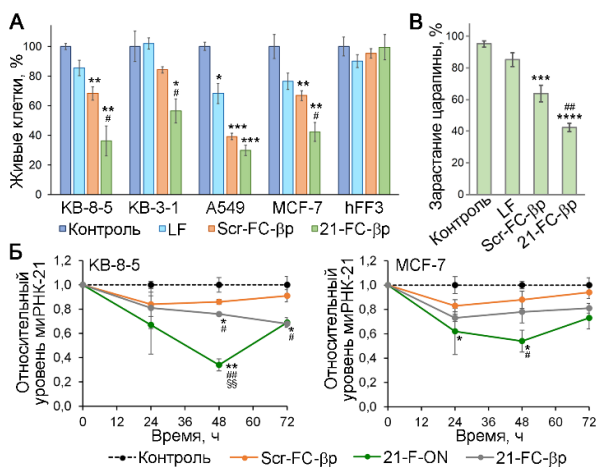 А
Живые клетки, %
120
100
80
60
40
20
0
**
**
#
*
#
*
***
***
**
**
#
KB-8-5
KB-3-1
A549
MCF-7
hFF3
Контроль
LF
Scr-FC-βp
21-FC-βp
В
Зарастание царапины, %
100
80
60
40
20
0
***
##
****
Контроль
LF
Scr-FC-βp
21-FC-βp
Б
KB-8-5
Относительный
уровень миРНК-21
1,2
1,0
0,8
0,6
0,4
0,2
0,0
*
#
**
##
§§
*
#
0 12 24 36 48 60 72
Время, ч
MCF-7
Относительный
уровень миРНК-21
1,2
1,0
0,8
0,6
0,4
0,2
0,0
*
*
#
0 12 24 36 48 60 72
Время, ч
Контроль
Scr-FC-βp
21-F-ON
21-FC-βp